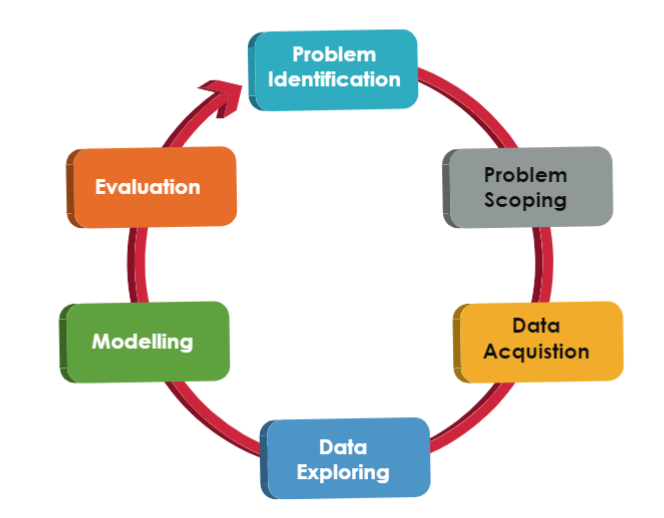 Problem
Identification
Problem
Scoping
Data
Acquistion
Data
Exploring
Modelling
Evaluation